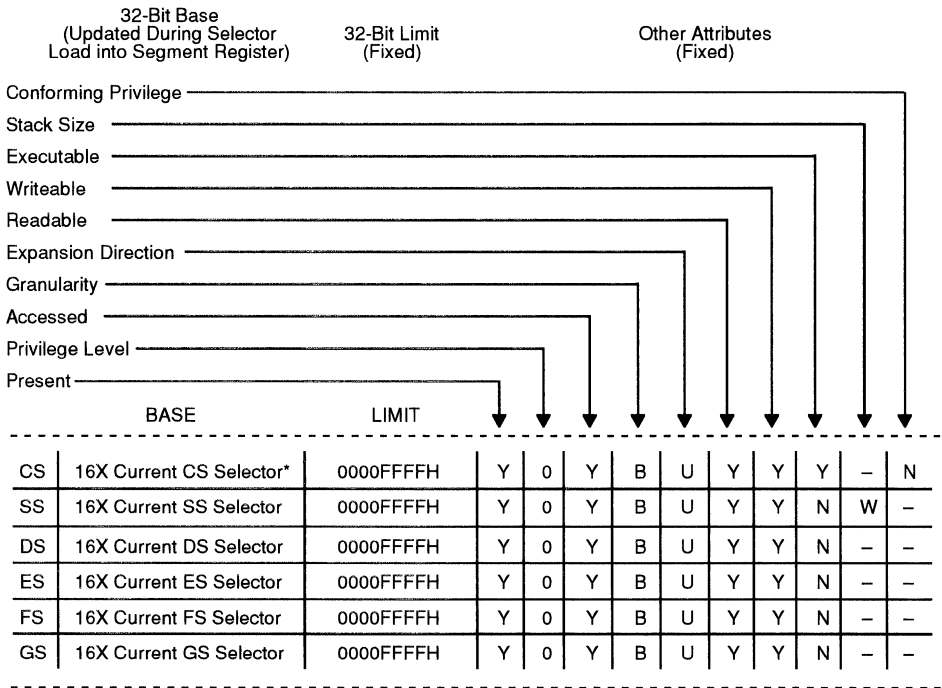 32-Bit Base
(Updated During Selector
Load into Segment Register)
32-Bit Limit
(Fixed)
Other Attributes
(Fixed)
Conforming Privilege
Stack Size
Executable
Writeable
Readable
Expansion Direction
Granularity
Accessed
Privilege Level
Present
BASE LIMIT
CS 16X Current CS Selector* 0000FFFFH Y 0 Y B U Y Y Y – N
SS 16X Current SS Selector 0000FFFFH Y 0 Y B U Y Y N W –
DS 16X Current DS Selector 0000FFFFH Y 0 Y B U Y Y N – –
ES 16X Current ES Selector 0000FFFFH Y 0 Y B U Y Y N – –
FS 16X Current FS Selector 0000FFFFH Y 0 Y B U Y Y N – –
GS 16X Current GS Selector 0000FFFFH Y 0 Y B U Y Y N – –